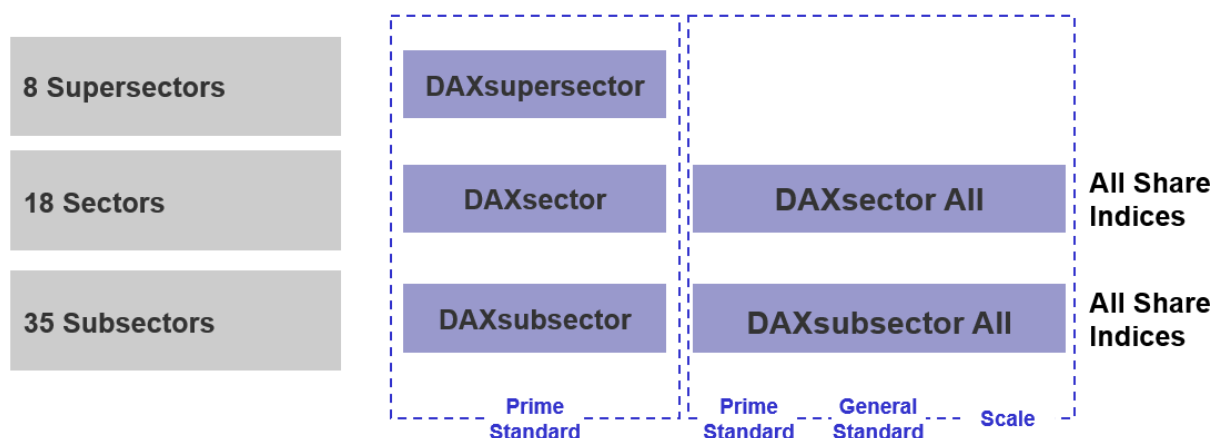 8 Supersectors
DAXsupersector
18 Sectors
DAXsector
DAXsector All
All Share
Indices
35 Subsectors
DAXsubsector
DAXsubsector All
All Share
Indices
Prime
Standard
Prime
Standard
General
Standard
Scale